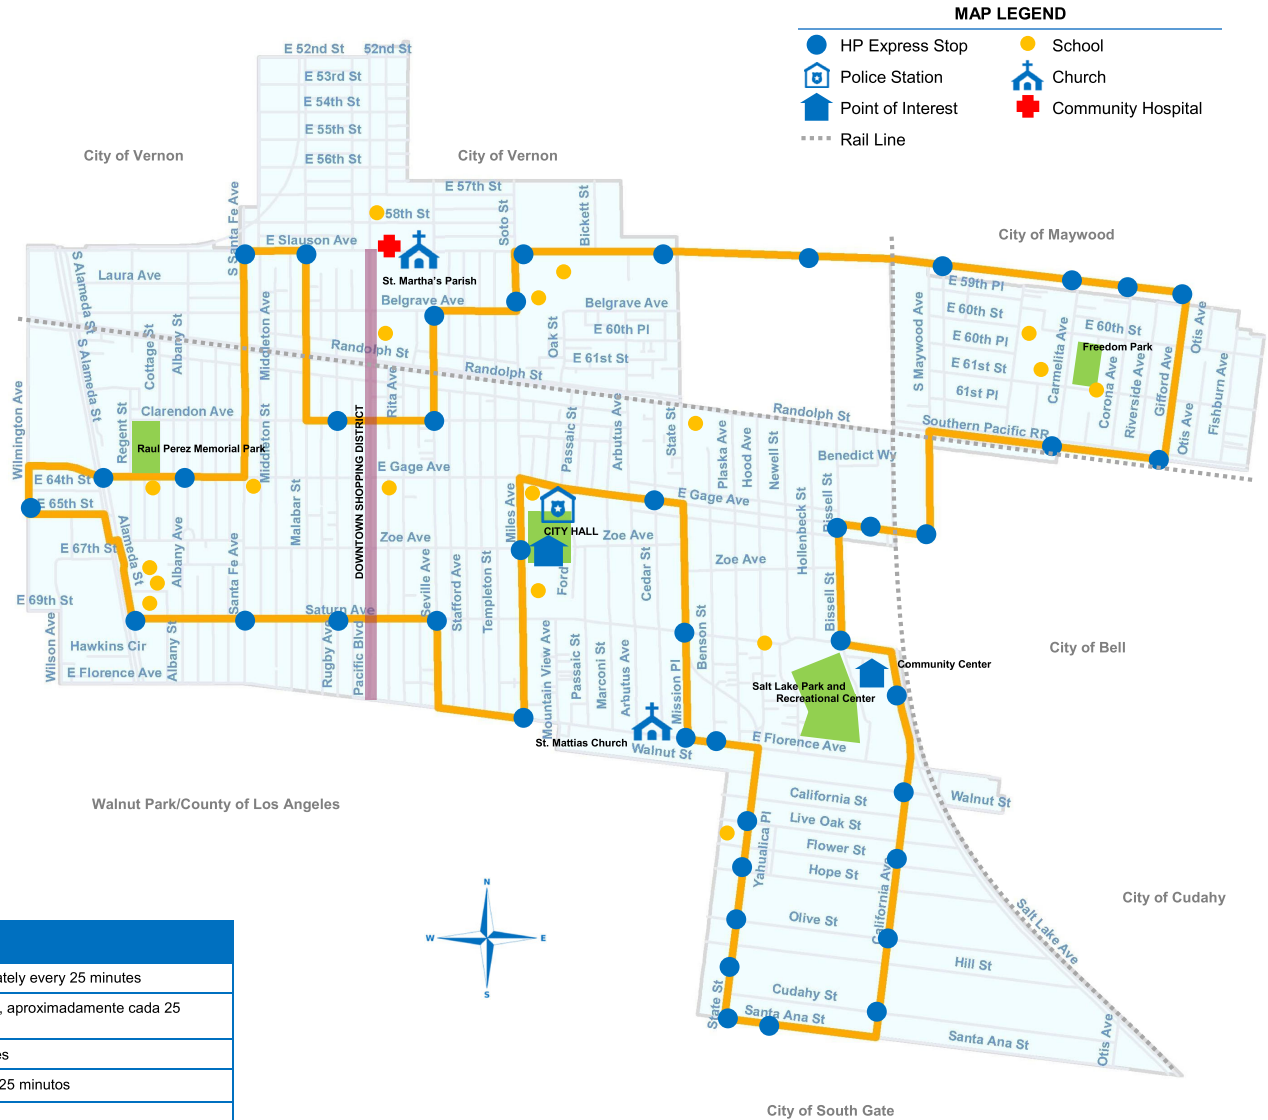 MAP LEGEND
HP Express Stop
School
Police Station
Church
Point of Interest
Community Hospital
Rail Line
E 52nd St
52nd St
E 53rd St
E 54th St
E 55th St
E 56th St
City of Vernon
City of Vernon
E 57th St
58th St
S Santa Fe Ave
Soto St
Bickett St
E Slauson Ave
City of Maywood
St. Martha's Parish
S Alameda St
Laura Ave
Belgrave Ave
Belgrave Ave
E 59th Pl
E 60th St
E 60th Pl
E 61st St
61st Pl
S Maywood Ave
Carmelita Ave
E 60th St
Freedom Park
Corona Ave
Riverside Ave
Gifford Ave
Otis Ave
Otis Ave
Fishburn Ave
Cottage St
Albany St
Middleton Ave
Oak St
E 60th Pl
E 61st St
S Alameda St
Randolph St
Randolph St
Randolph St
Southern Pacific RR
Wilmington Ave
Regent St
Clarendon Ave
Raul Perez Memorial Park
Middleton St
Rita Ave
Passaic St
Arbutus Ave
State St
Plaska Ave
Hood Ave
Newell St
Benedict Wy
E 64th St
E 65th St
E 67th St
E 69th St
E Gage Ave
E Gage Ave
DOWNTOWN SHOPPING DISTRICT
Malabar St
Zoe Ave
Zoe Ave
Zoe Ave
Miles Ave
CITY HALL
Ford
Cedar St
Hollenbeck St
Bissell St
Bissell St
Alameda St
Albany Ave
Santa Fe Ave
Saturn Ave
Seville Ave
Stafford Ave
Templeton St
Benson St
Wilson Ave
Hawkins Cir
E Florence Ave
Albany St
Rugby Ave
Pacific Blvd
Mountain View Ave
Passaic St
Marconi St
Arbutus Ave
Mission Pl
City of Bell
Community Center
Salt Lake Park and
Recreational Center
St. Mattias Church
Walnut St
E Florence Ave
Walnut Park/County of Los Angeles
California St
Walnut St
Live Oak St
Flower St
Hope St
Yahualica Pl
California Ave
Olive St
Hill St
Salt Lake Ave
City of Cudahy
N
W
E
S
State St
Cudahy St
Santa Ana St
Santa Ana St
Otis Ave
City of South Gate
ately every 25 minutes
, aproximadamente cada 25
es
25 minutos